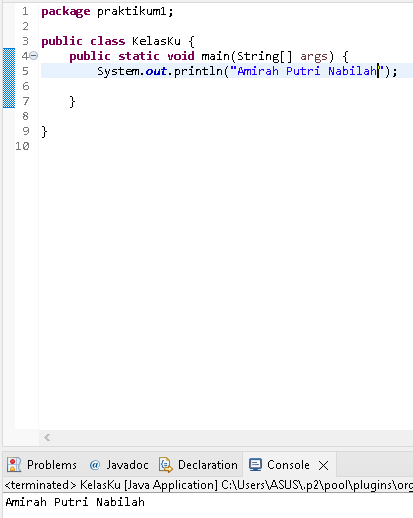 1 package praktikum1;
2
3 public class KelasKu {
4 public static void main(String[] args) {
5 System.out.println("Amirah Putri Nabilah");
6
7 }
8
9 }
10
Problems @ Javadoc Declaration Console
<terminated> KelasKu [Java Application] C:\Users\ASUS\.p2\pool\plugins\org
Amirah Putri Nabilah